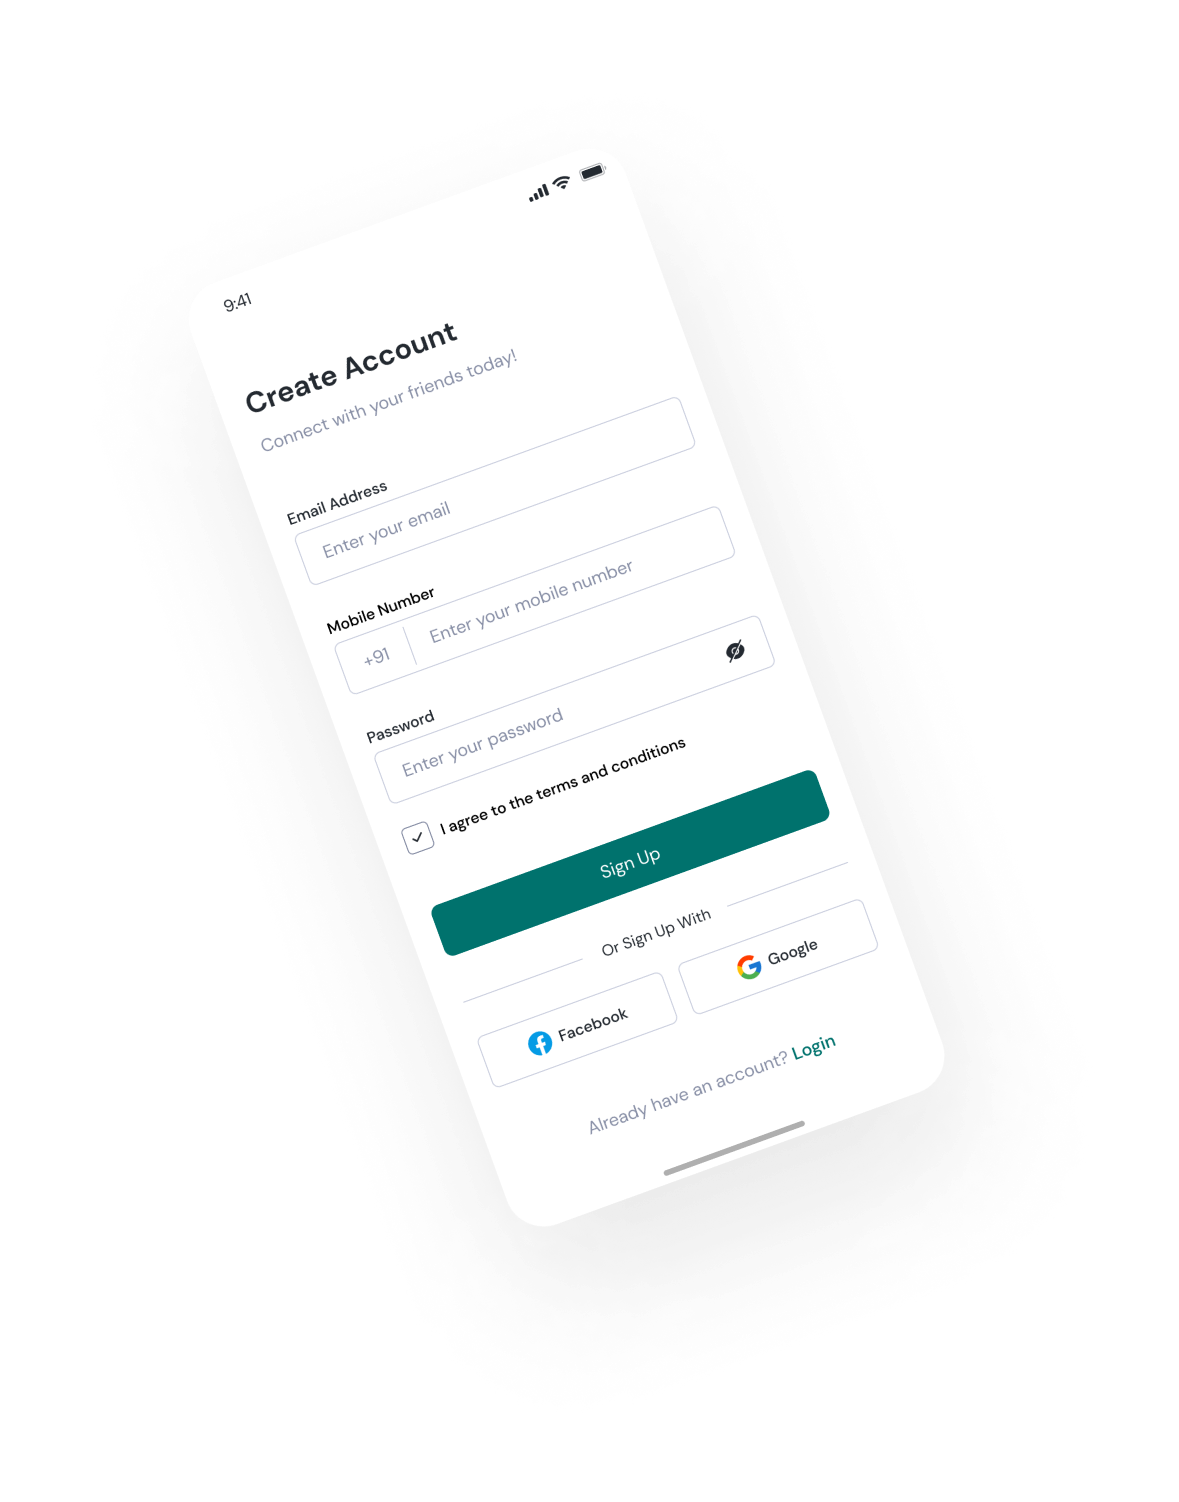 9:41
Create Account
Connect with your friends today!
Email Address
Enter your email
Mobile Number
+91 Enter your mobile number
Password
Enter your password
I agree to the terms and conditions
Sign Up
Or Sign Up With
Facebook
Google
Already have an account? Login